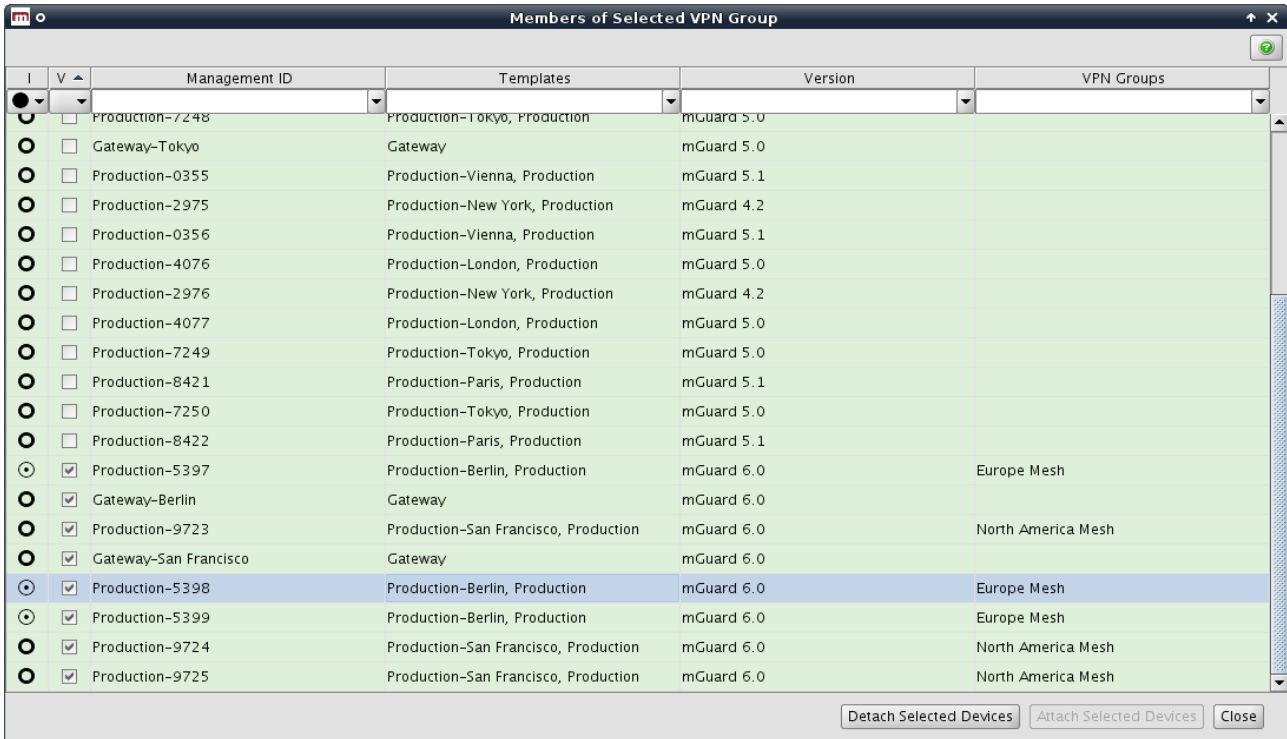 Members of Selected VPN Group
I V Management ID Templates Version VPN Groups
Production-7248 Production-Tokyo, Production mGuard 5.0
Gateway-Tokyo Gateway mGuard 5.0
Production-0355 Production-Vienna, Production mGuard 5.1
Production-2975 Production-New York, Production mGuard 4.2
Production-0356 Production-Vienna, Production mGuard 5.1
Production-4076 Production-London, Production mGuard 5.0
Production-2976 Production-New York, Production mGuard 4.2
Production-4077 Production-London, Production mGuard 5.0
Production-7249 Production-Tokyo, Production mGuard 5.0
Production-8421 Production-Paris, Production mGuard 5.1
Production-7250 Production-Tokyo, Production mGuard 5.0
Production-8422 Production-Paris, Production mGuard 5.1
Production-5397 Production-Berlin, Production mGuard 6.0 Europe Mesh
Gateway-Berlin Gateway mGuard 6.0
Production-9723 Production-San Francisco, Production mGuard 6.0 North America Mesh
Gateway-San Francisco Gateway mGuard 6.0
Production-5398 Production-Berlin, Production mGuard 6.0 Europe Mesh
Production-5399 Production-Berlin, Production mGuard 6.0 Europe Mesh
Production-9724 Production-San Francisco, Production mGuard 6.0 North America Mesh
Production-9725 Production-San Francisco, Production mGuard 6.0 North America Mesh
Detach Selected Devices Attach Selected Devices Close